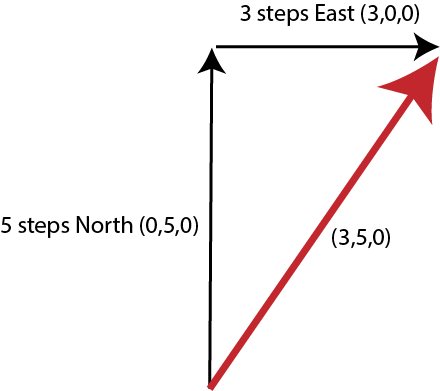 3 steps East (3,0,0)
5 steps North (0,5,0)
(3,5,0)